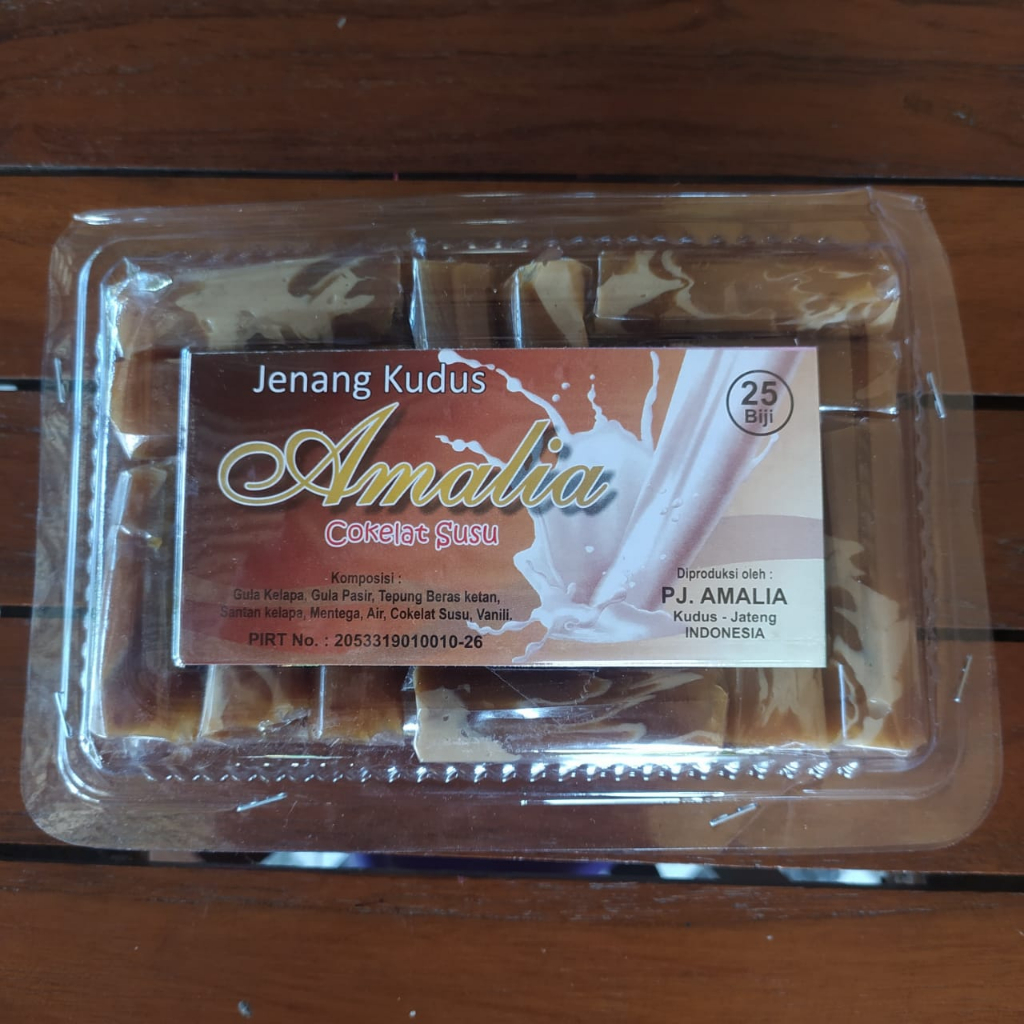 Jenang Kudus
25
Biji
Amalia
Cokelat Susu
Komposisi :
Gula Kelapa, Gula Pasir, Tepung Beras ketan,
Santan kelapa, Mentega, Air, Cokelat Susu, Vanili.
PIRT No. : 2053319010010-26
Diproduksi oleh :
PJ. AMALIA
Kudus - Jateng
INDONESIA